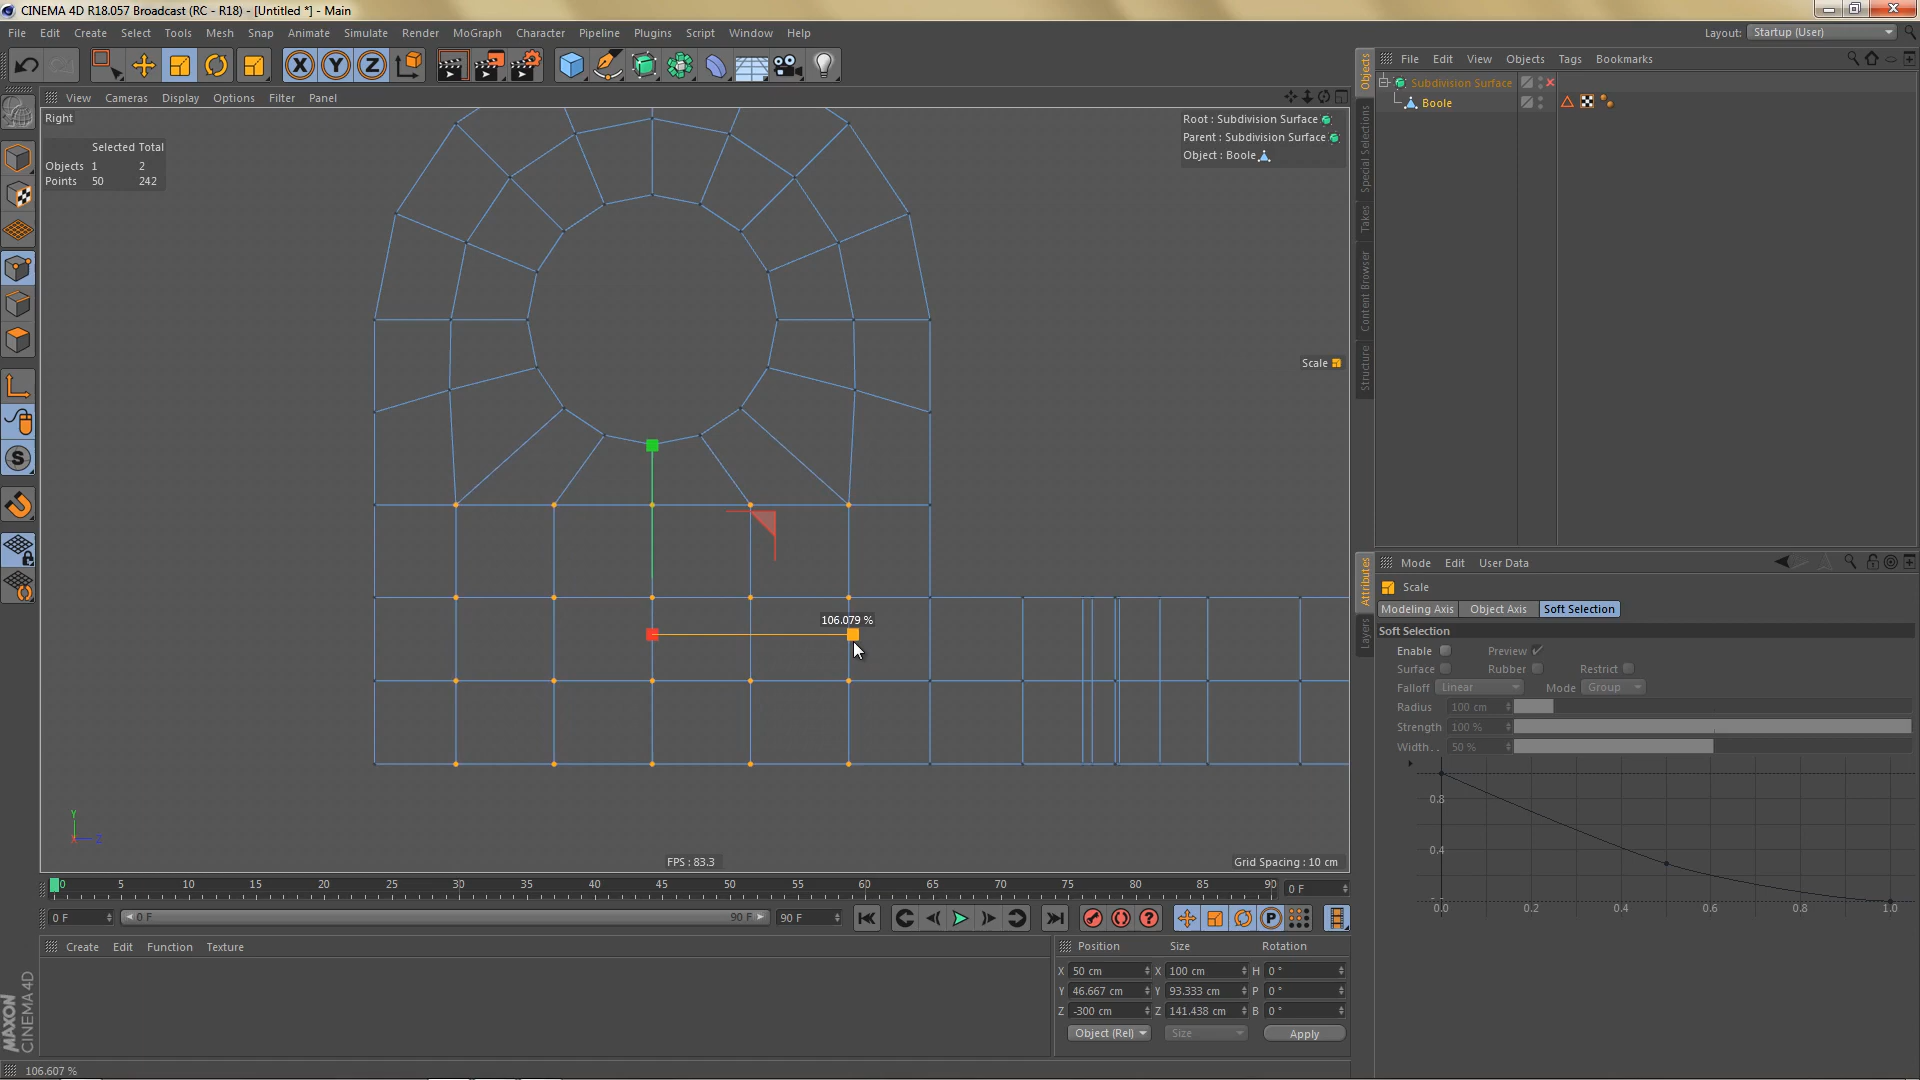 CINEMA 4D R18.057 Broadcast (RC - R18) - [Untitled *] - Main
File Edit Create Select Tools Mesh Snap Animate Simulate Render MoGraph Character Pipeline Plugins Script Window Help
Layout: Startup (User)
File Edit View Objects Tags Bookmarks
View Cameras Display Options Filter Panel
Right
Selected Total
Objects 1 2
Points 50 242
Root : Subdivision Surface
Parent : Subdivision Surface
Object : Boole
Scale
106.079 %
Y
Z
FPS : 83.3
Grid Spacing : 10 cm
Objects
Special Selections
Takes
Content Browser
Structure
Subdivision Surface
Boole
Attributes
Layers
Mode Edit User Data
Scale
Modeling Axis Object Axis Soft Selection
Soft Selection
Enable Preview
Surface Rubber Restrict
Falloff Linear Mode Group
Radius 100 cm
Strength 100 %
Width.. 50 %
0.8
0.4
0.0 0.2 0.4 0.6 0.8 1.0
0 5 10 15 20 25 30 35 40 45 50 55 60 65 70 75 80 85 90
0 F
0 F 0 F 90 F 90 F
Create Edit Function Texture
Position Size Rotation
X 50 cm X 100 cm H 0 °
Y 46.667 cm Y 93.333 cm P 0 °
Z -300 cm Z 141.438 cm B 0 °
Object (Rel) Size Apply
MAXON
CINEMA 4D
106.607 %